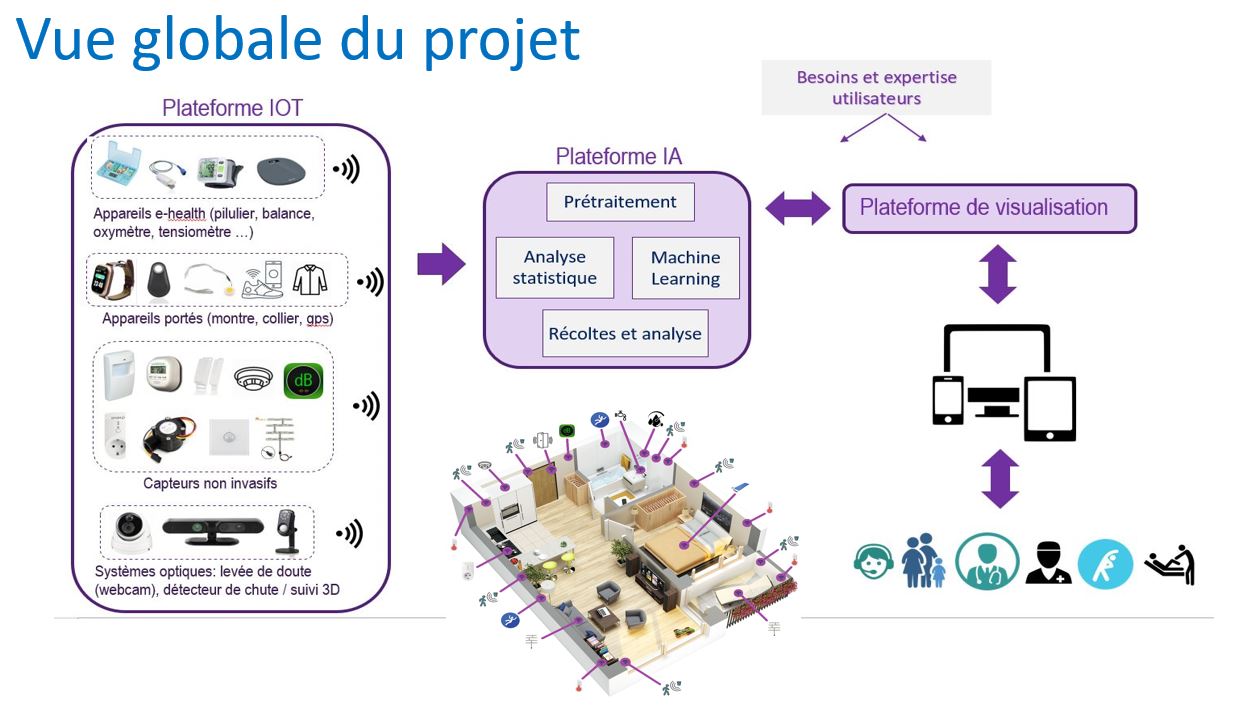 Vue globale du projet
Besoins et expertise
utilisateurs
Plateforme IOT
Appareils e-health (pilulier, balance,
oxymètre, tensiomètre …)
Appareils portés (montre, collier, gps)
dB
Capteurs non invasifs
Systèmes optiques: levée de doute
(webcam), détecteur de chute / suivi 3D
Plateforme IA
Prétraitement
Analyse
statistique
Machine
Learning
Récoltes et analyse
Plateforme de visualisation